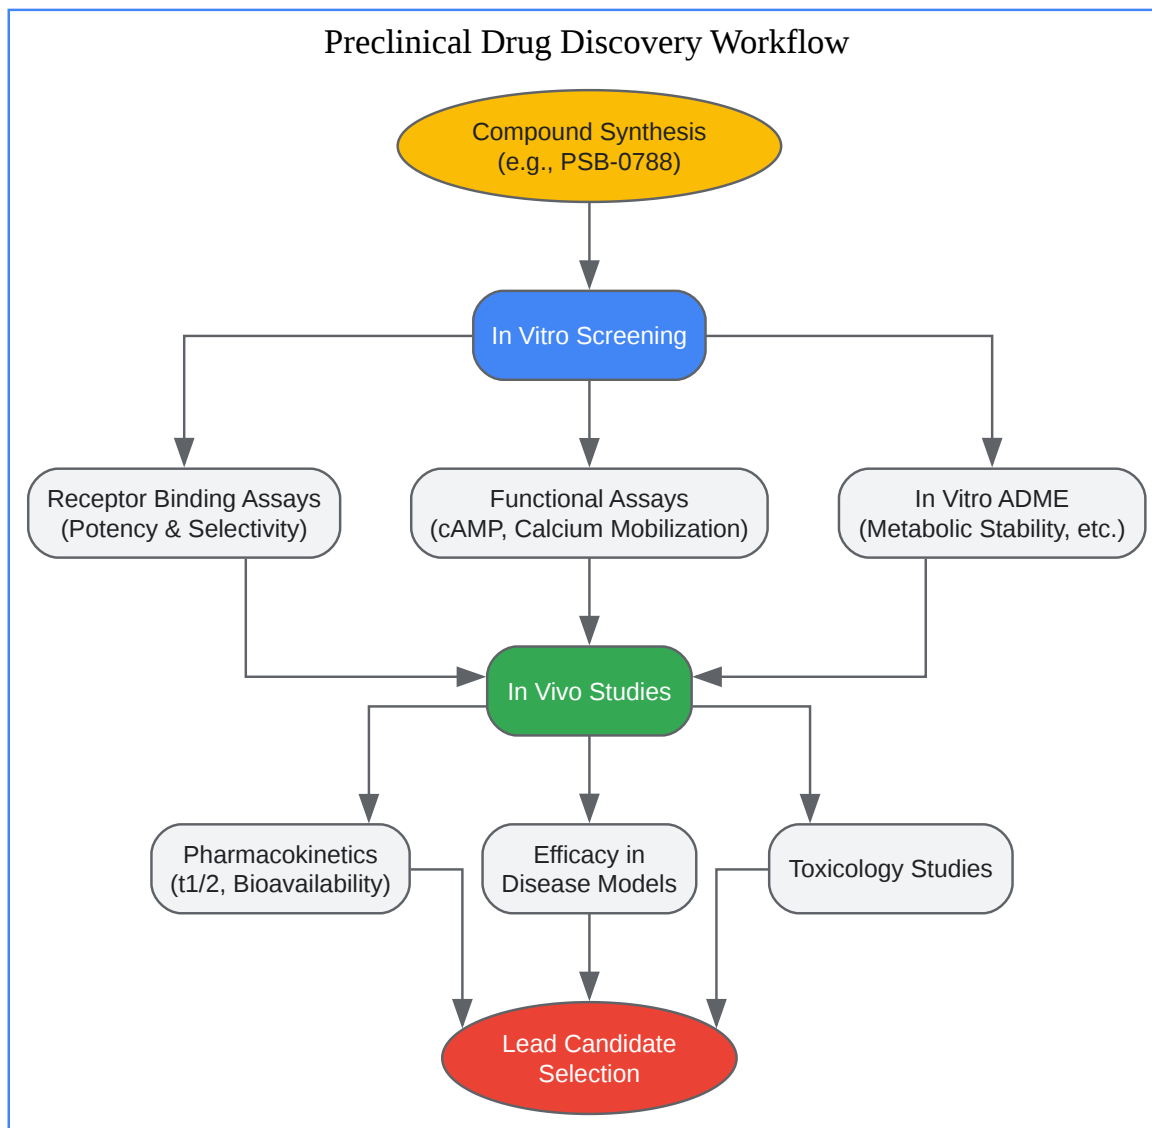 Preclinical Drug Discovery Workflow
Compound Synthesis
(e.g., PSB-0788)
In Vitro Screening
Receptor Binding Assays
(Potency & Selectivity)
Functional Assays
(cAMP, Calcium Mobilization)
In Vitro ADME
(Metabolic Stability, etc.)
In Vivo Studies
Pharmacokinetics
(t1/2, Bioavailability)
Efficacy in
Disease Models
Toxicology Studies
Lead Candidate
Selection